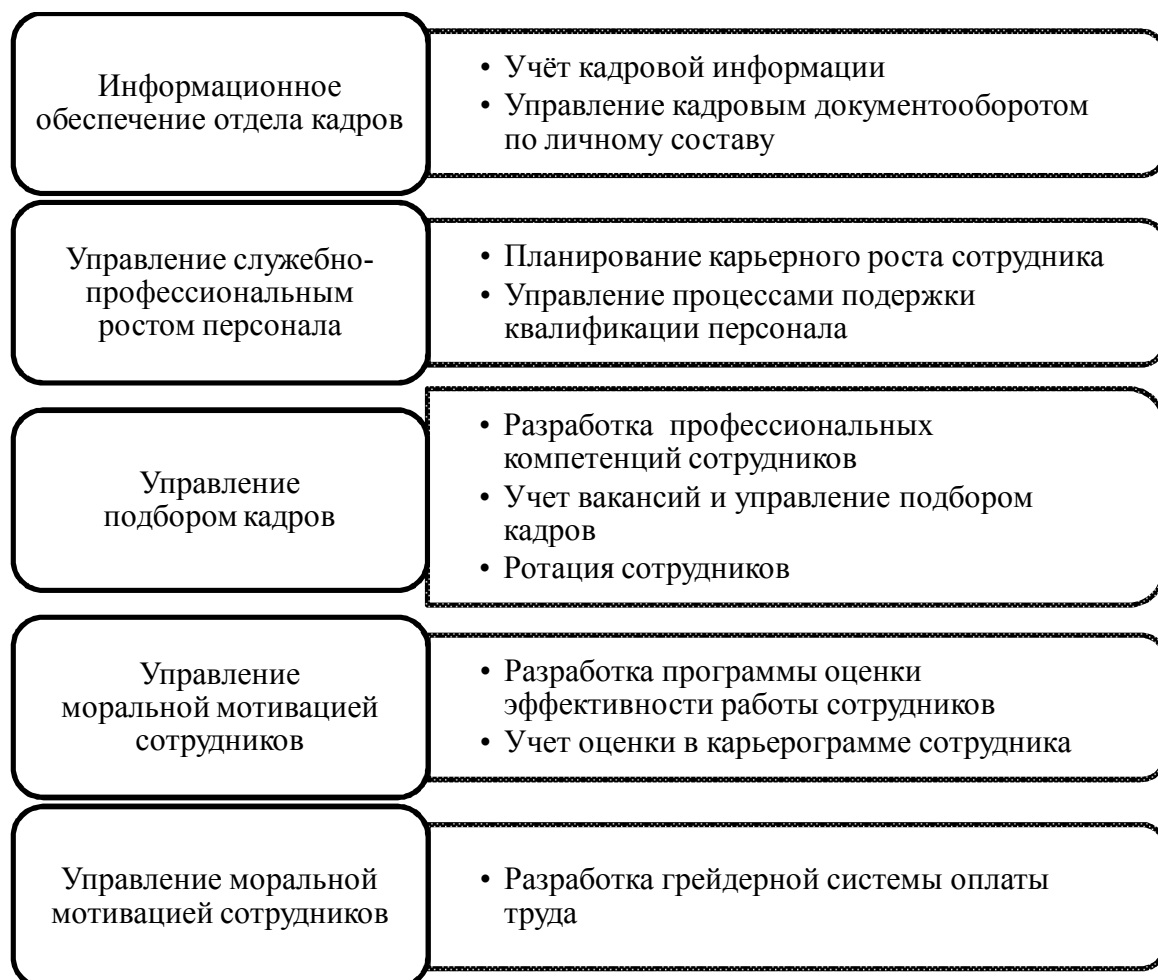 Информационное
обеспечение отдела кадров
• Учёт кадровой информации
• Управление кадровым документооборотом
по личному составу
Управление служебно-
профессиональным
ростом персонала
• Планирование карьерного роста сотрудника
• Управление процессами подержки
квалификации персонала
Управление
подбором кадров
• Разработка профессиональных
компетенций сотрудников
• Учет вакансий и управление подбором
кадров
• Ротация сотрудников
Управление
моральной мотивацией
сотрудников
• Разработка программы оценки
эффективности работы сотрудников
• Учет оценки в карьерограмме сотрудника
Управление моральной
мотивацией сотрудников
• Разработка грейдерной системы оплаты
труда